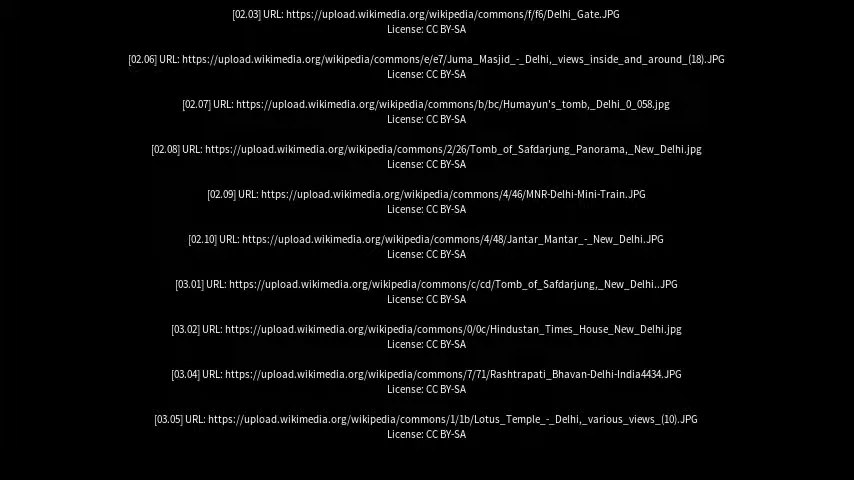 [02.03] URL: https://upload.wikimedia.org/wikipedia/commons/f/f6/Delhi_Gate.JPG
License: CC BY-SA
[02.06] URL: https://upload.wikimedia.org/wikipedia/commons/e/e7/Juma_Masjid_-_Delhi,_views_inside_and_around_(18).JPG
License: CC BY-SA
[02.07] URL: https://upload.wikimedia.org/wikipedia/commons/b/bc/Humayun's_tomb,_Delhi_0_058.jpg
License: CC BY-SA
[02.08] URL: https://upload.wikimedia.org/wikipedia/commons/2/26/Tomb_of_Safdarjung_Panorama,_New_Delhi.jpg
License: CC BY-SA
[02.09] URL: https://upload.wikimedia.org/wikipedia/commons/4/46/MNR-Delhi-Mini-Train.JPG
License: CC BY-SA
[02.10] URL: https://upload.wikimedia.org/wikipedia/commons/4/48/Jantar_Mantar_-_New_Delhi.JPG
License: CC BY-SA
[03.01] URL: https://upload.wikimedia.org/wikipedia/commons/c/cd/Tomb_of_Safdarjung,_New_Delhi..JPG
License: CC BY-SA
[03.02] URL: https://upload.wikimedia.org/wikipedia/commons/0/0c/Hindustan_Times_House_New_Delhi.jpg
License: CC BY-SA
[03.04] URL: https://upload.wikimedia.org/wikipedia/commons/7/71/Rashtrapati_Bhavan-Delhi-India4434.JPG
License: CC BY-SA
[03.05] URL: https://upload.wikimedia.org/wikipedia/commons/1/1b/Lotus_Temple_-_Delhi,_various_views_(10).JPG
License: CC BY-SA